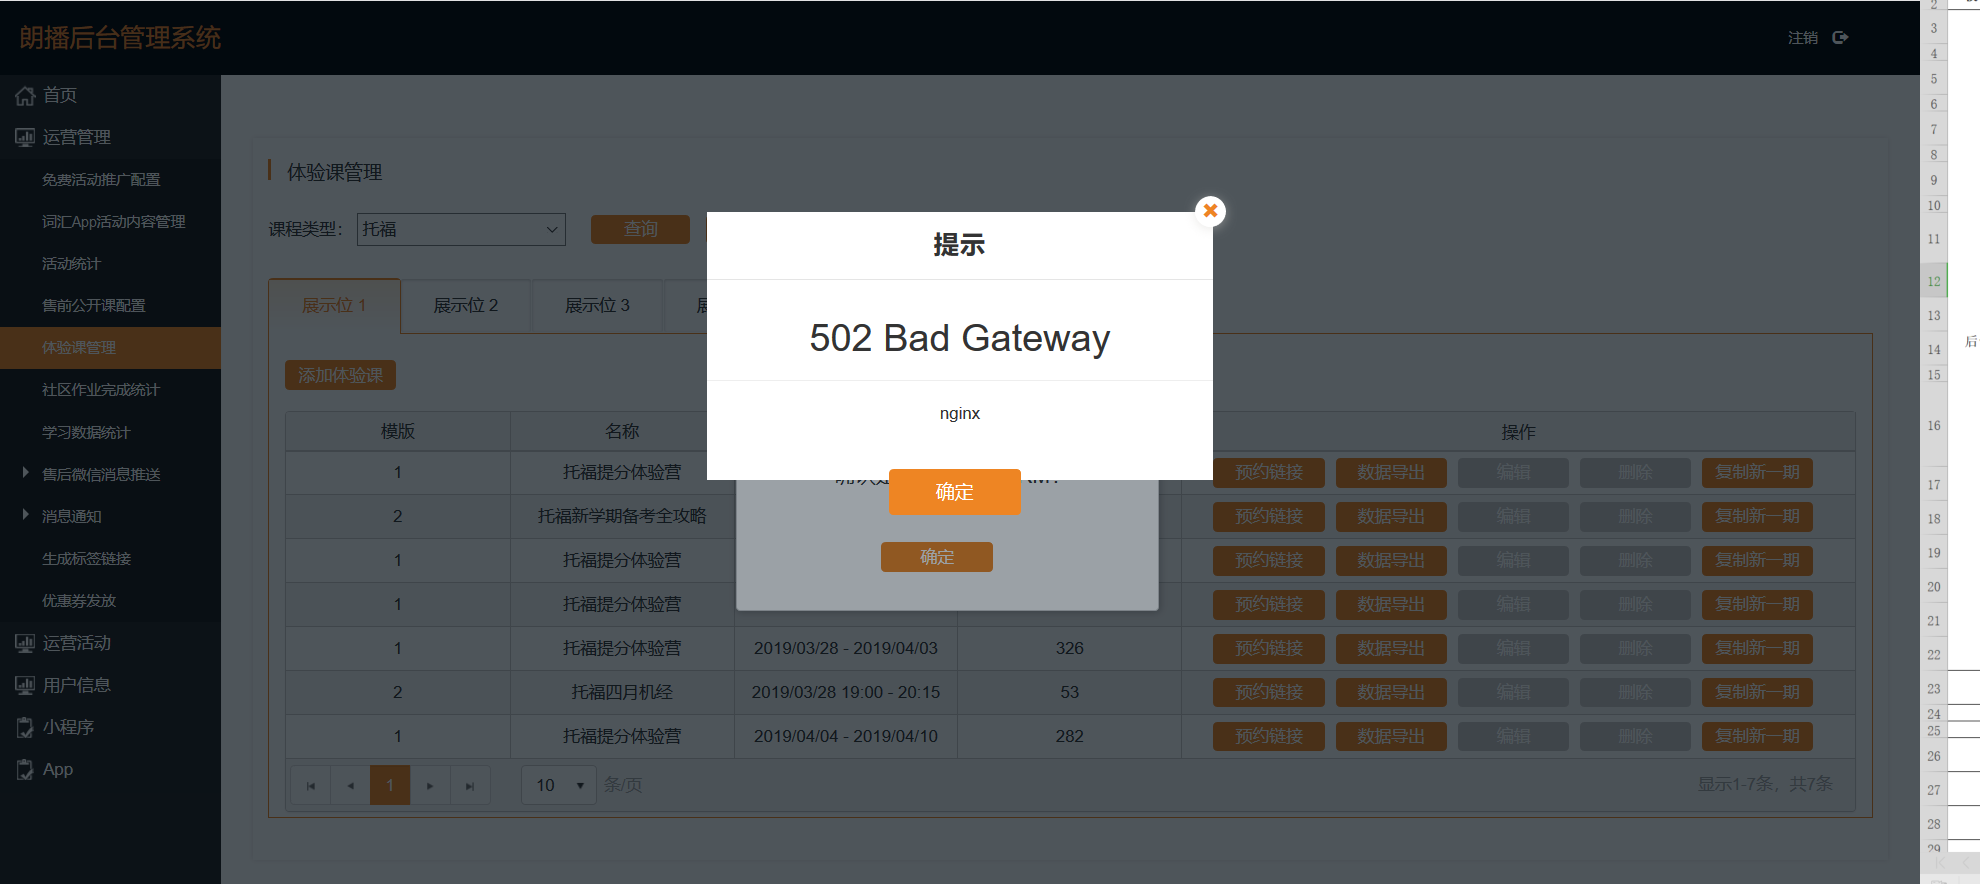 朗播后台管理系统
注销
首页
运营管理
免费活动推广配置
词汇App活动内容管理
活动统计
售前公开课配置
体验课管理
社区作业完成统计
学习数据统计
售后微信消息推送
消息通知
生成标签链接
优惠券发放
运营活动
用户信息
小程序
App
体验课管理
课程类型： 托福 查询
展示位 1 展示位 2 展示位 3
添加体验课
模版 名称 操作
1 托福提分体验营 预约链接 数据导出 编辑 删除 复制新一期
2 托福新学期备考全攻略 预约链接 数据导出 编辑 删除 复制新一期
1 托福提分体验营 预约链接 数据导出 编辑 删除 复制新一期
1 托福提分体验营 预约链接 数据导出 编辑 删除 复制新一期
1 托福提分体验营 2019/03/28 - 2019/04/03 326 预约链接 数据导出 编辑 删除 复制新一期
2 托福四月机经 2019/03/28 19:00 - 20:15 53 预约链接 数据导出 编辑 删除 复制新一期
1 托福提分体验营 2019/04/04 - 2019/04/10 282 预约链接 数据导出 编辑 删除 复制新一期
1 10 条/页 显示1-7条，共7条
提示
502 Bad Gateway
nginx
确定
确定
2
3
4
5
6
7
8
9
10
11
12
13
14 后
15
16
17
18
19
20
21
22
23
24
25
26
27
28
29